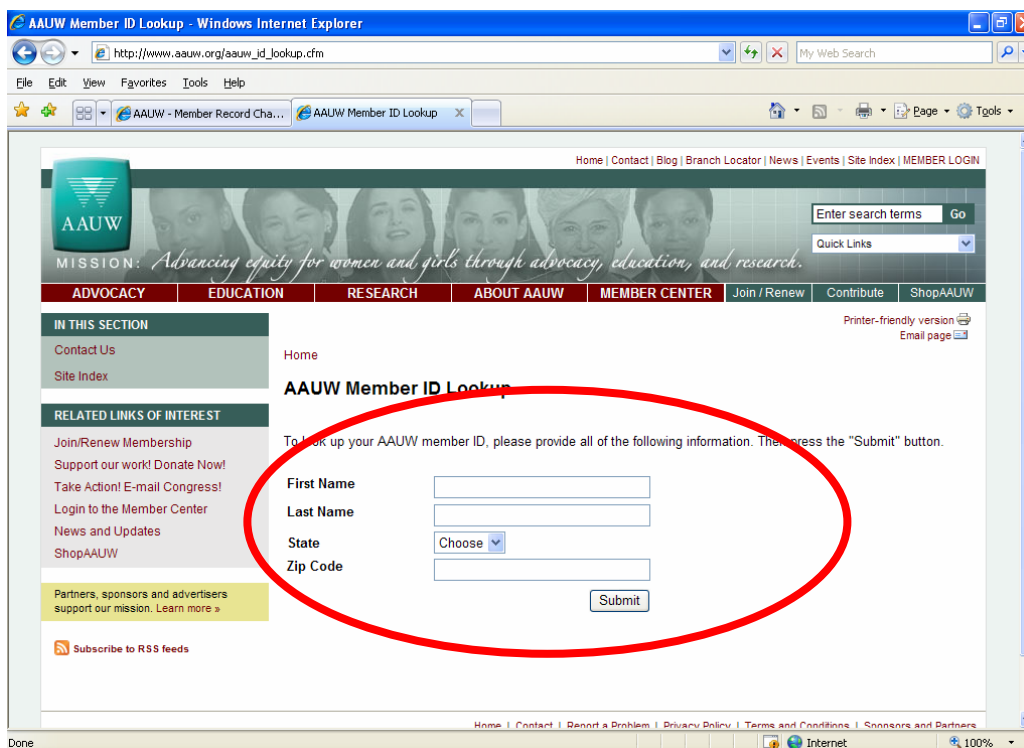 AAUW Member ID Lookup - Windows Internet Explorer
http://www.aauw.org/aauw_id_lookup.cfm
My Web Search
File Edit View Favorites Tools Help
AAUW - Member Record Cha...
AAUW Member ID Lookup X
Page Tools
Home | Contact | Blog | Branch Locator | News | Events | Site Index | MEMBER LOGIN
AAUW
Enter search terms Go
Quick Links
MISSION: Advancing equity for women and girls through advocacy, education, and research.
ADVOCACY EDUCATION RESEARCH ABOUT AAUW MEMBER CENTER Join / Renew Contribute ShopAAUW
IN THIS SECTION
Contact Us
Site Index
RELATED LINKS OF INTEREST
Join/Renew Membership
Support our work! Donate Now!
Take Action! E-mail Congress!
Login to the Member Center
News and Updates
ShopAAUW
Partners, sponsors and advertisers
support our mission. Learn more »
Subscribe to RSS feeds
Printer-friendly version
Email page
Home
AAUW Member ID Lookup
To look up your AAUW member ID, please provide all of the following information. Then press the "Submit" button.
First Name
Last Name
State Choose
Zip Code
Submit
Home | Contact | Report a Problem | Privacy Policy | Terms and Conditions | Sponsors and Partners
Done Internet 100%